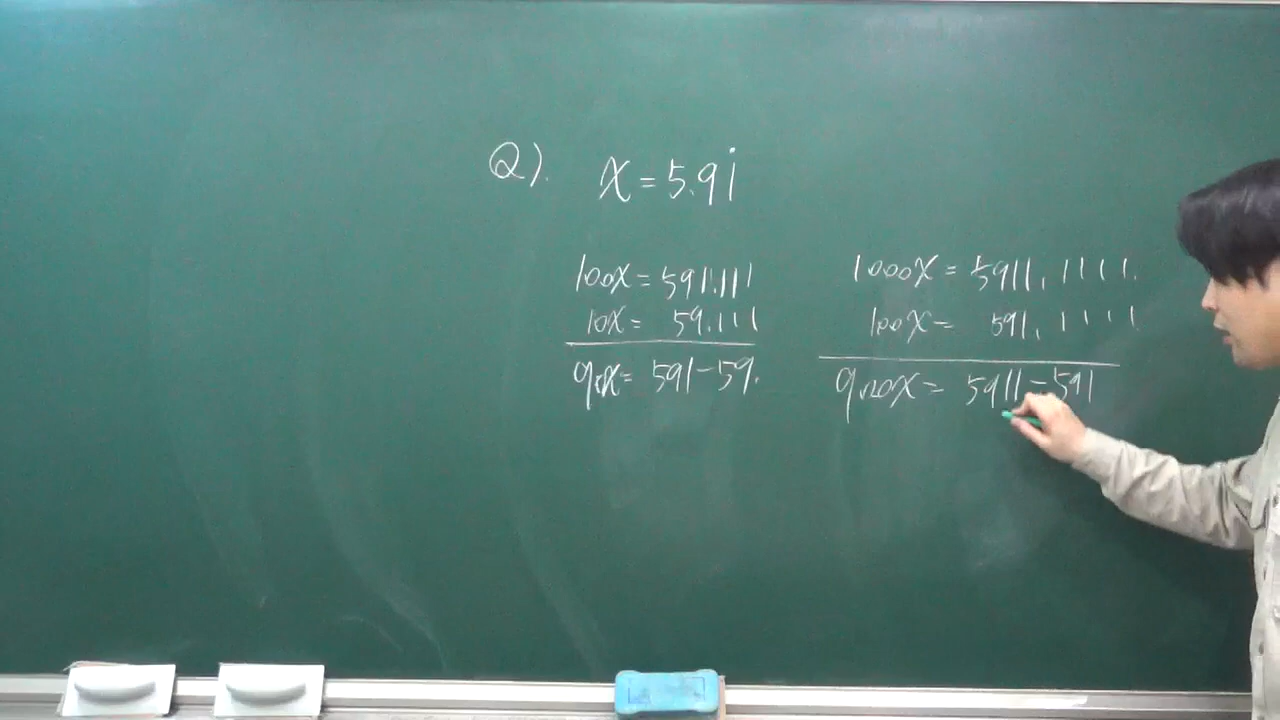 Q). x = 5.9i̇
100x = 591.111
10x = 59.111
90x = 591-59.
1000x = 5911.1111.
100x = 591.1111
900x = 5911-591